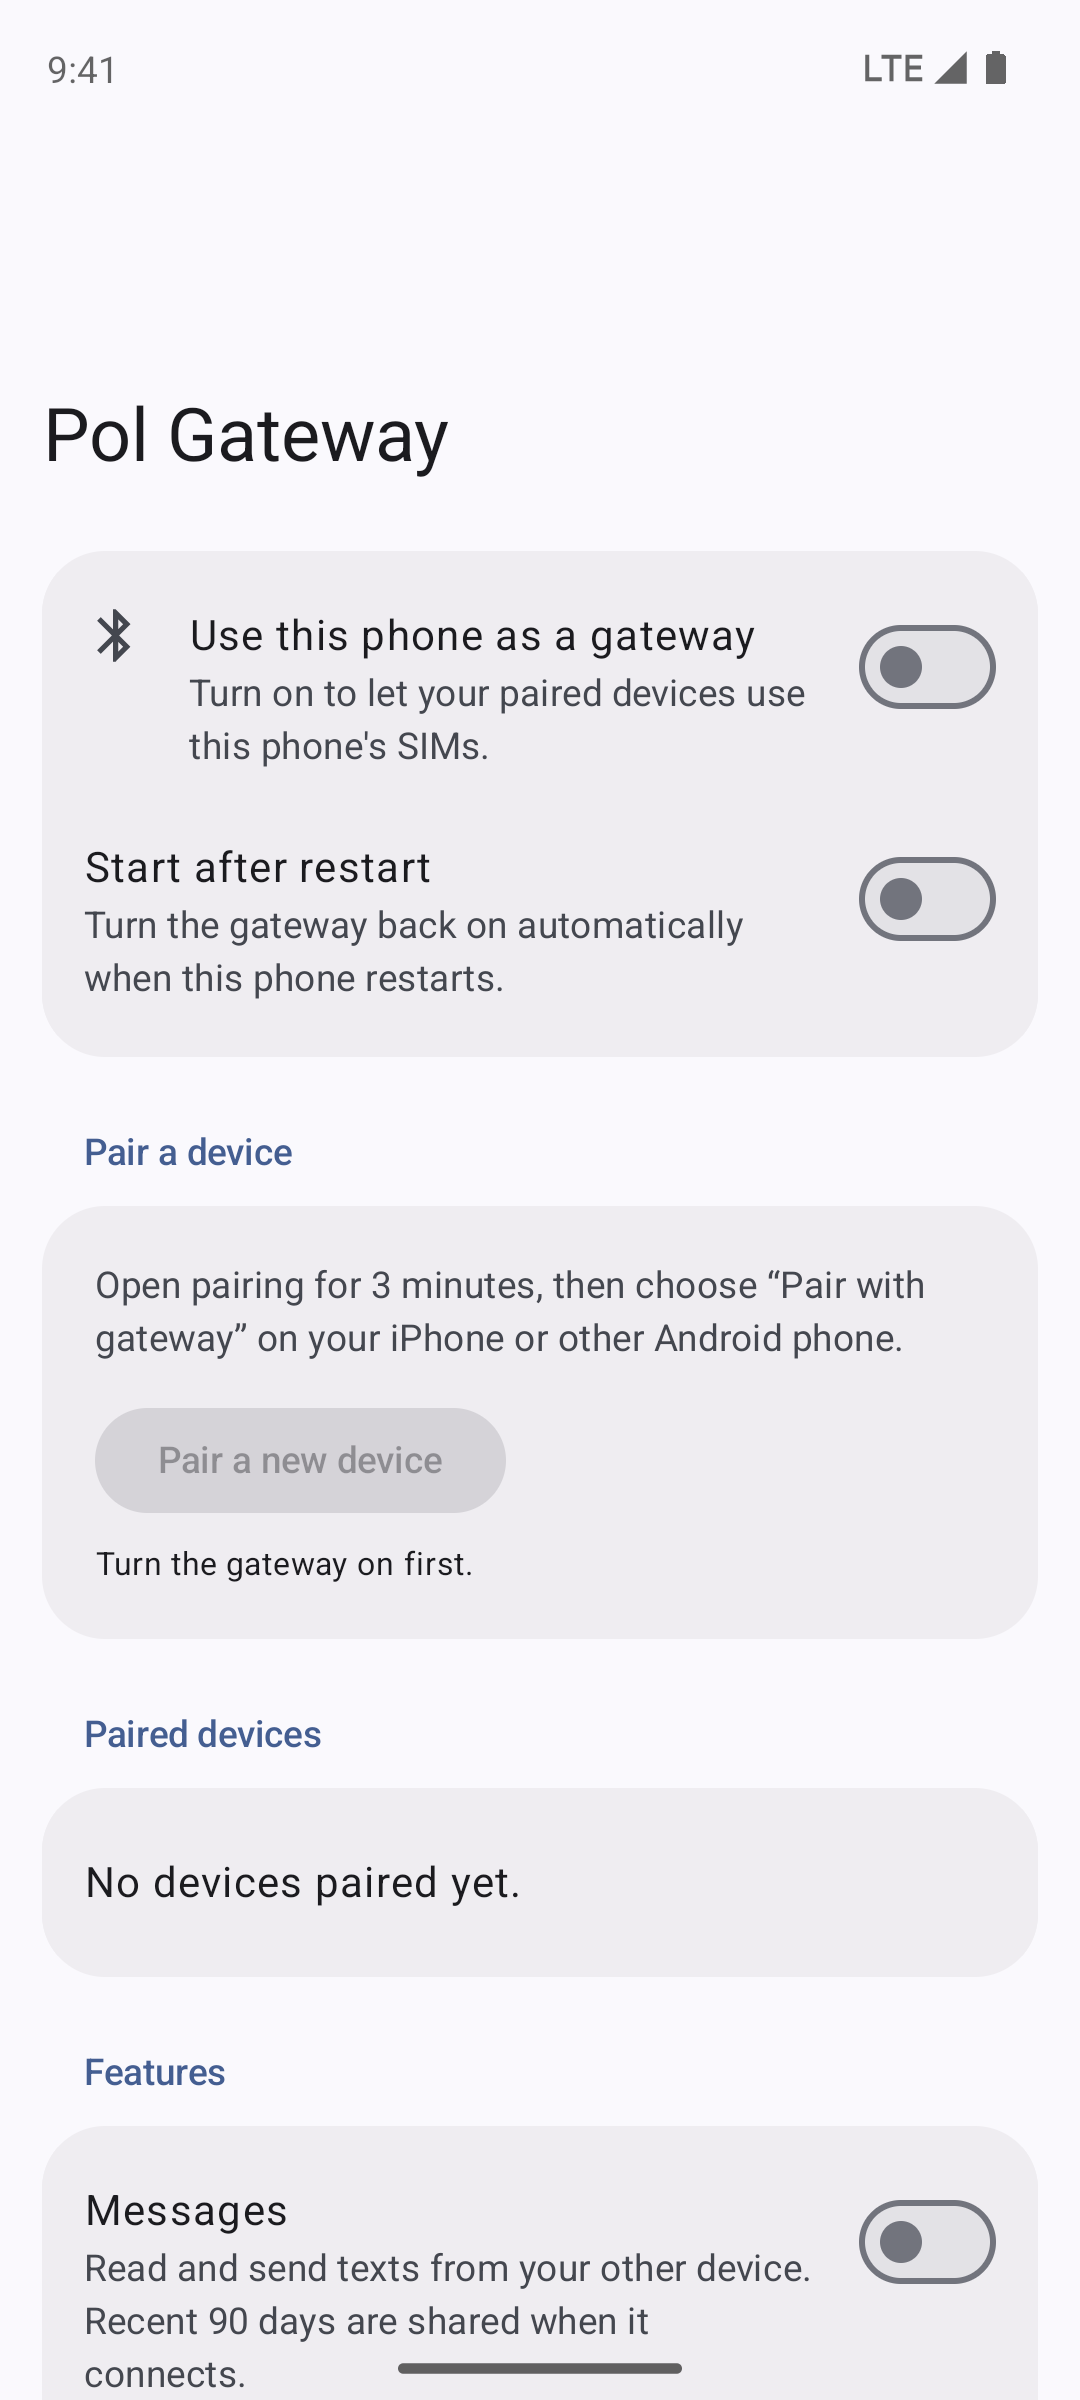 9:41
LTE
Pol Gateway
Use this phone as a gateway
Turn on to let your paired devices use
this phone's SIMs.
Start after restart
Turn the gateway back on automatically
when this phone restarts.
Pair a device
Open pairing for 3 minutes, then choose “Pair with
gateway” on your iPhone or other Android phone.
Pair a new device
Turn the gateway on first.
Paired devices
No devices paired yet.
Features
Messages
Read and send texts from your other device.
Recent 90 days are shared when it
connects.